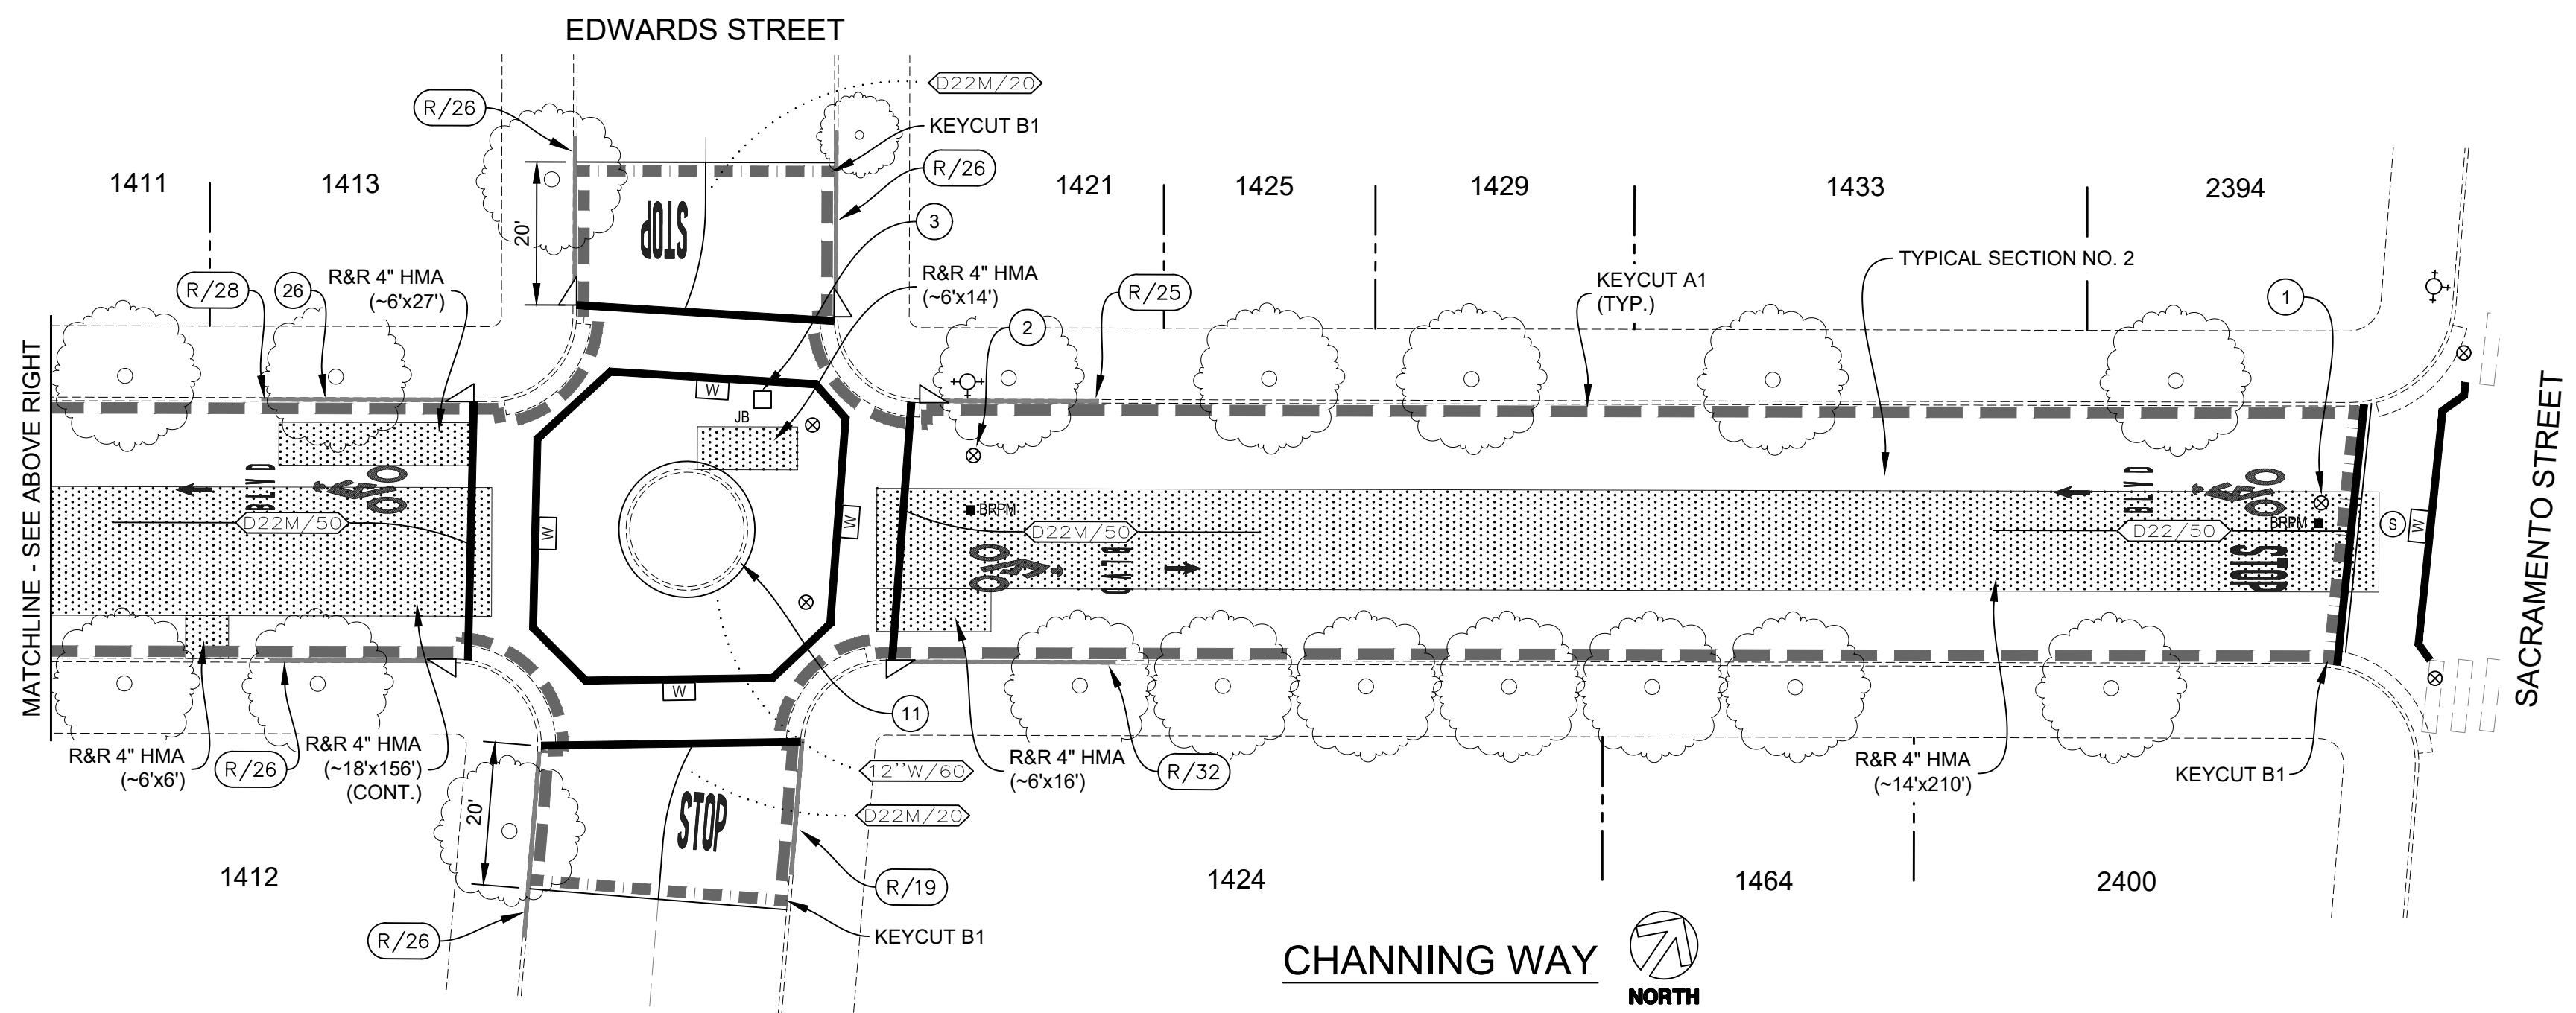 EDWARDS STREET
D22M/20
R/26
KEYCUT B1
R/26
1411
1413
1421
1425
1429
1433
2394
20'
STOP
3
TYPICAL SECTION NO. 2
R/28
26
R&R 4" HMA
(~6'x27')
R&R 4" HMA
(~6'x14')
R/25
KEYCUT A1
(TYP.)
1
2
MATCHLINE - SEE ABOVE RIGHT
SACRAMENTO STREET
W
JB
BLVD
BLVD
D22M/50
W
W
BRPM
D22M/50
D22/50
BRPM
S
W
BLVD
STOP
W
11
R&R 4" HMA
(~6'x6')
R/26
R&R 4" HMA
(~18'x156')
(CONT.)
12"W/60
R&R 4" HMA
(~6'x16')
R/32
R&R 4" HMA
(~14'x210')
KEYCUT B1
20'
STOP
D22M/20
1412
R/19
1424
1464
2400
R/26
KEYCUT B1
CHANNING WAY
NORTH